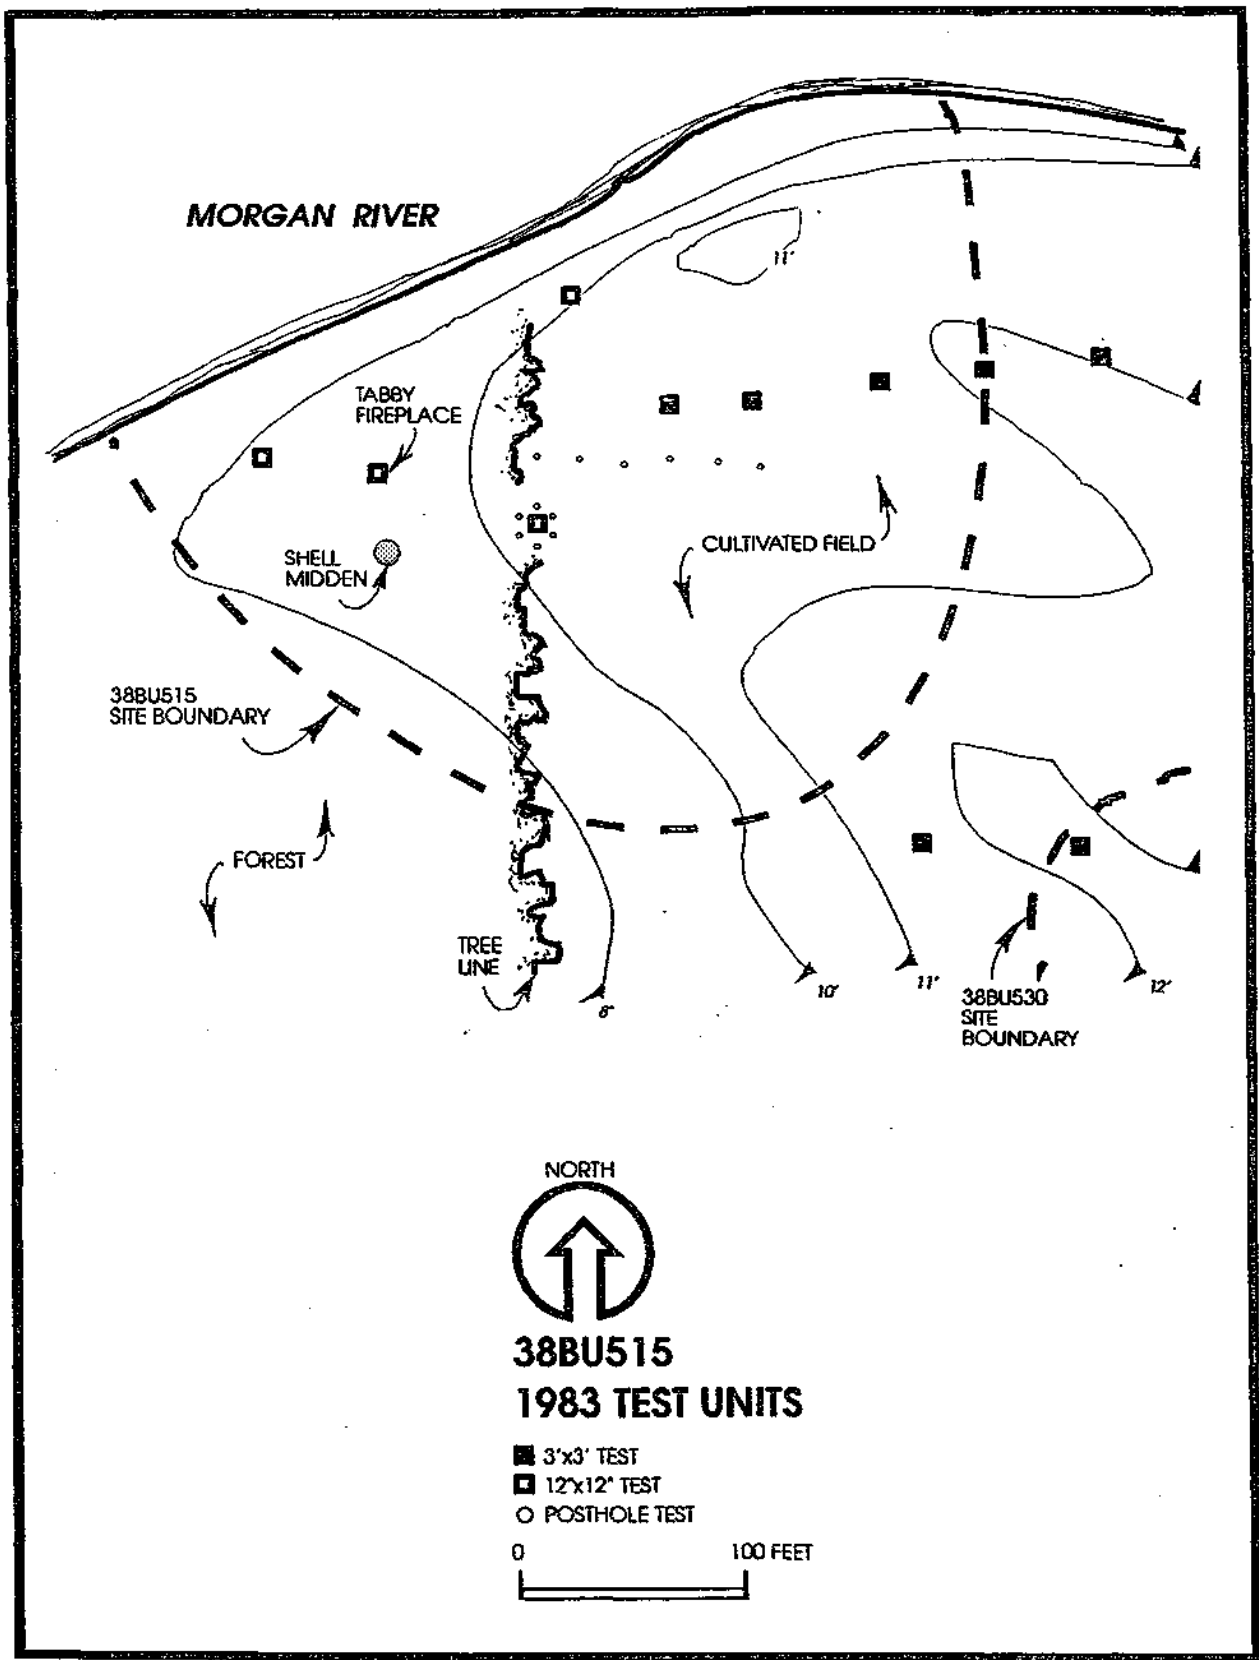 MORGAN RIVER
11'
TABBY
FIREPLACE
SHELL
MIDDEN
CULTIVATED FIELD
38BU515
SITE BOUNDARY
FOREST
TREE
LINE
8'
10'
11'
12'
38BU530
SITE
BOUNDARY
NORTH
38BU515
1983 TEST UNITS
3'x3' TEST
12"x12" TEST
POSTHOLE TEST
0 100 FEET